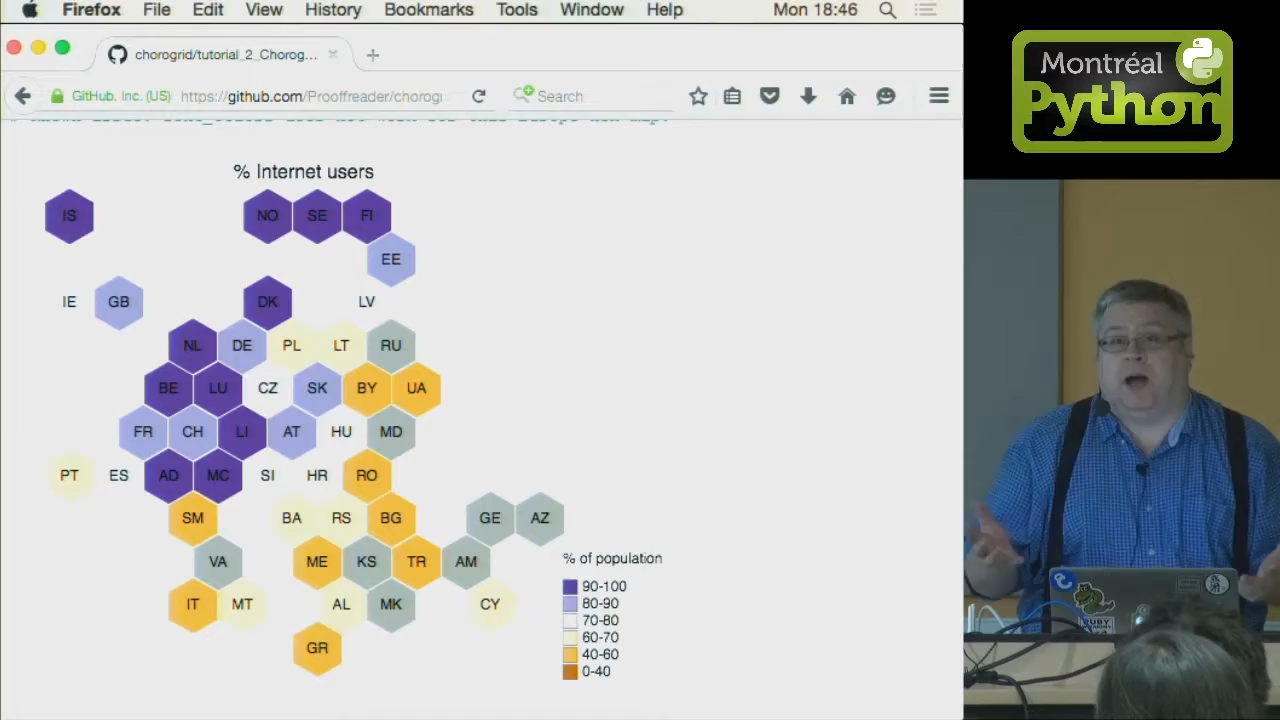 Firefox File Edit View History Bookmarks Tools Window Help Mon 18:46
chorogrid/tutorial_2_Chorog...
GitHub, Inc. (US) https://github.com/Prooffreader/chorog
Search
Montréal
Python
% Internet users
IS NO SE FI
EE
IE GB DK LV
NL DE PL LT RU
BE LU CZ SK BY UA
FR CH LI AT HU MD
PT ES AD MC SI HR RO
SM BA RS BG GE AZ
VA ME KS TR AM
IT MT AL MK CY
GR
% of population
90-100
80-90
70-80
60-70
40-60
0-40
RUBY